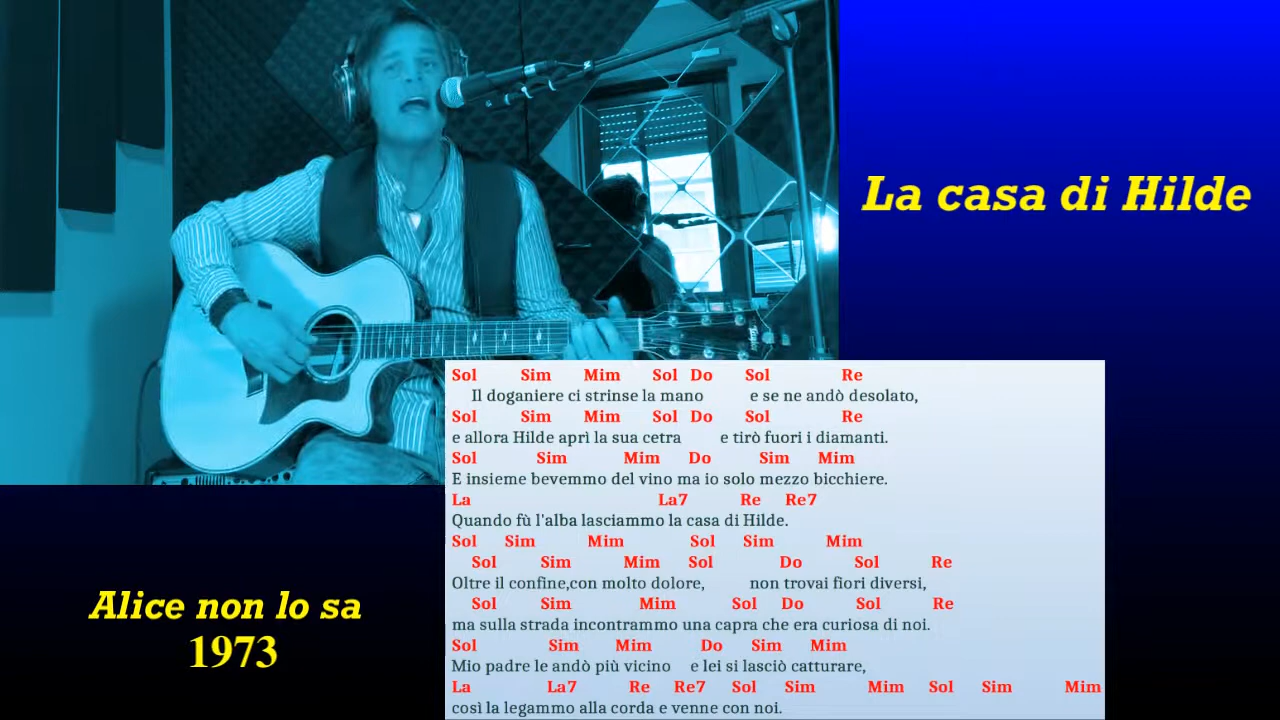 La casa di Hilde
Sol Sim Mim Sol Do Sol Re
Il doganiere ci strinse la mano e se ne andò desolato,
Sol Sim Mim Sol Do Sol Re
e allora Hilde aprì la sua cetra e tirò fuori i diamanti.
Sol Sim Mim Do Sim Mim
E insieme bevemmo del vino ma io solo mezzo bicchiere.
La La7 Re Re7
Quando fù l'alba lasciammo la casa di Hilde.
Sol Sim Mim Sol Sim Mim
Sol Sim Mim Sol Do Sol Re
Oltre il confine,con molto dolore, non trovai fiori diversi,
Sol Sim Mim Sol Do Sol Re
ma sulla strada incontrammo una capra che era curiosa di noi.
Sol Sim Mim Do Sim Mim
Mio padre le andò più vicino e lei si lasciò catturare,
La La7 Re Re7 Sol Sim Mim Sol Sim Mim
così la legammo alla corda e venne con noi.
Alice non lo sa
1973